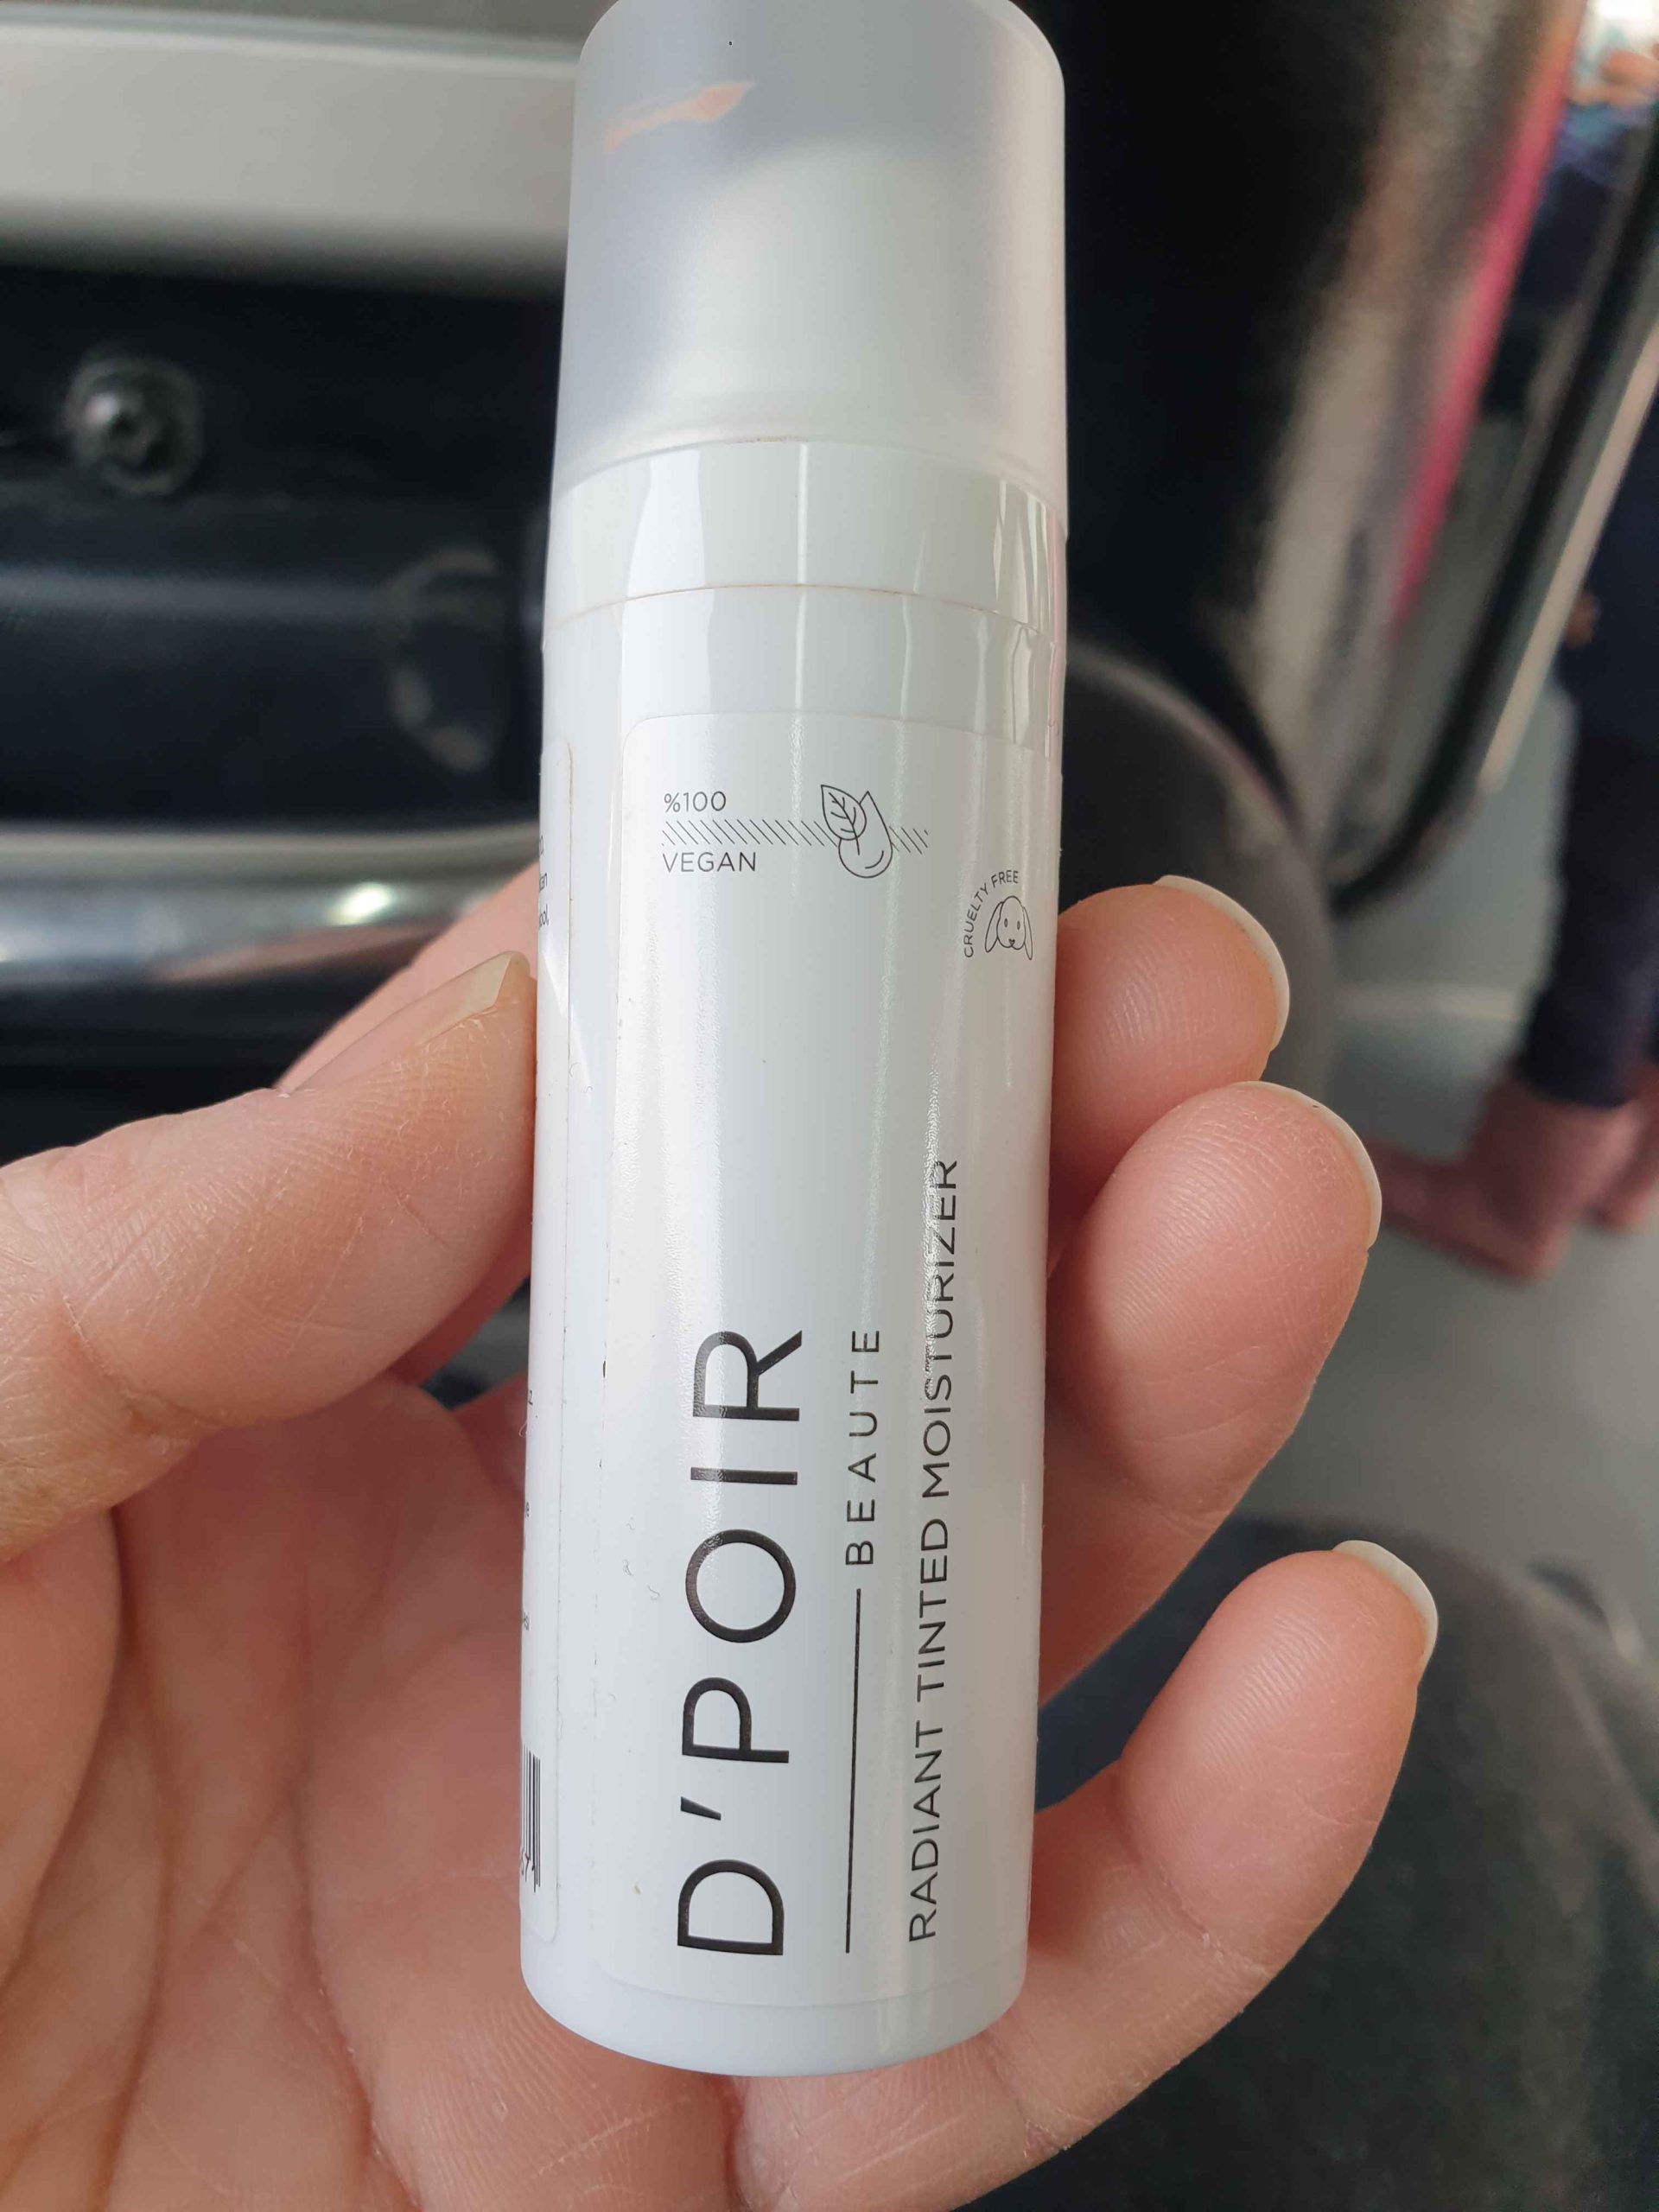 %100
VEGAN
CRUELTY FREE
D'POIR
BEAUTE
RADIANT TINTED MOISTURIZER